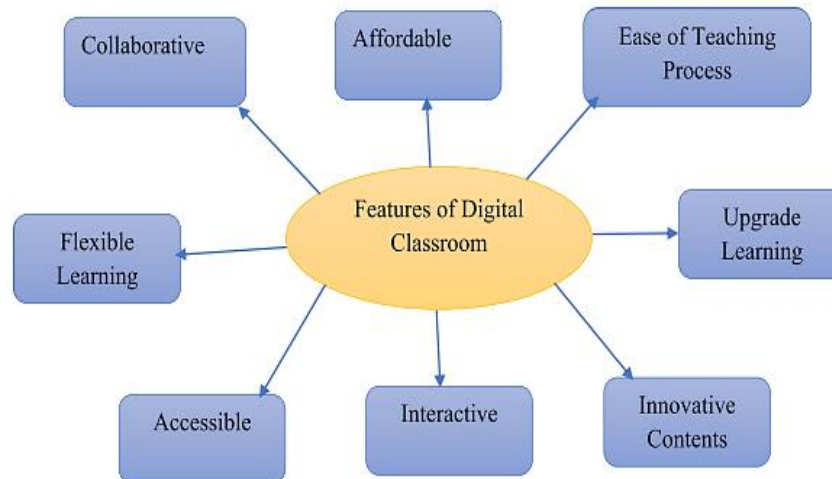 Collaborative
Affordable
Ease of Teaching
Process
Features of Digital
Classroom
Flexible
Learning
Upgrade
Learning
Accessible
Interactive
Innovative
Contents